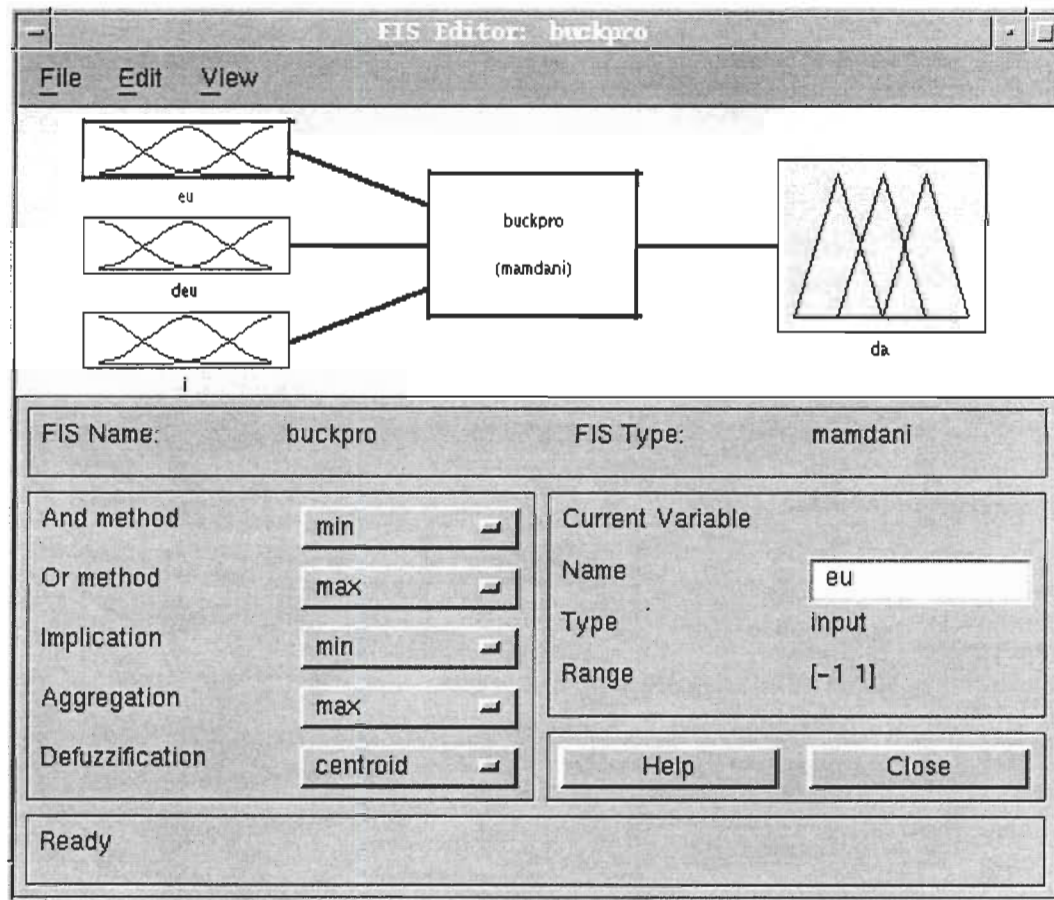 FIS Editor: buckpro
File Edit View
eu
deu
i
buckpro
(mamdani)
da
FIS Name: buckpro FIS Type: mamdani
And method min
Or method max
Implication min
Aggregation max
Defuzzification centroid
Current Variable
Name eu
Type input
Range [-1 1]
Help Close
Ready